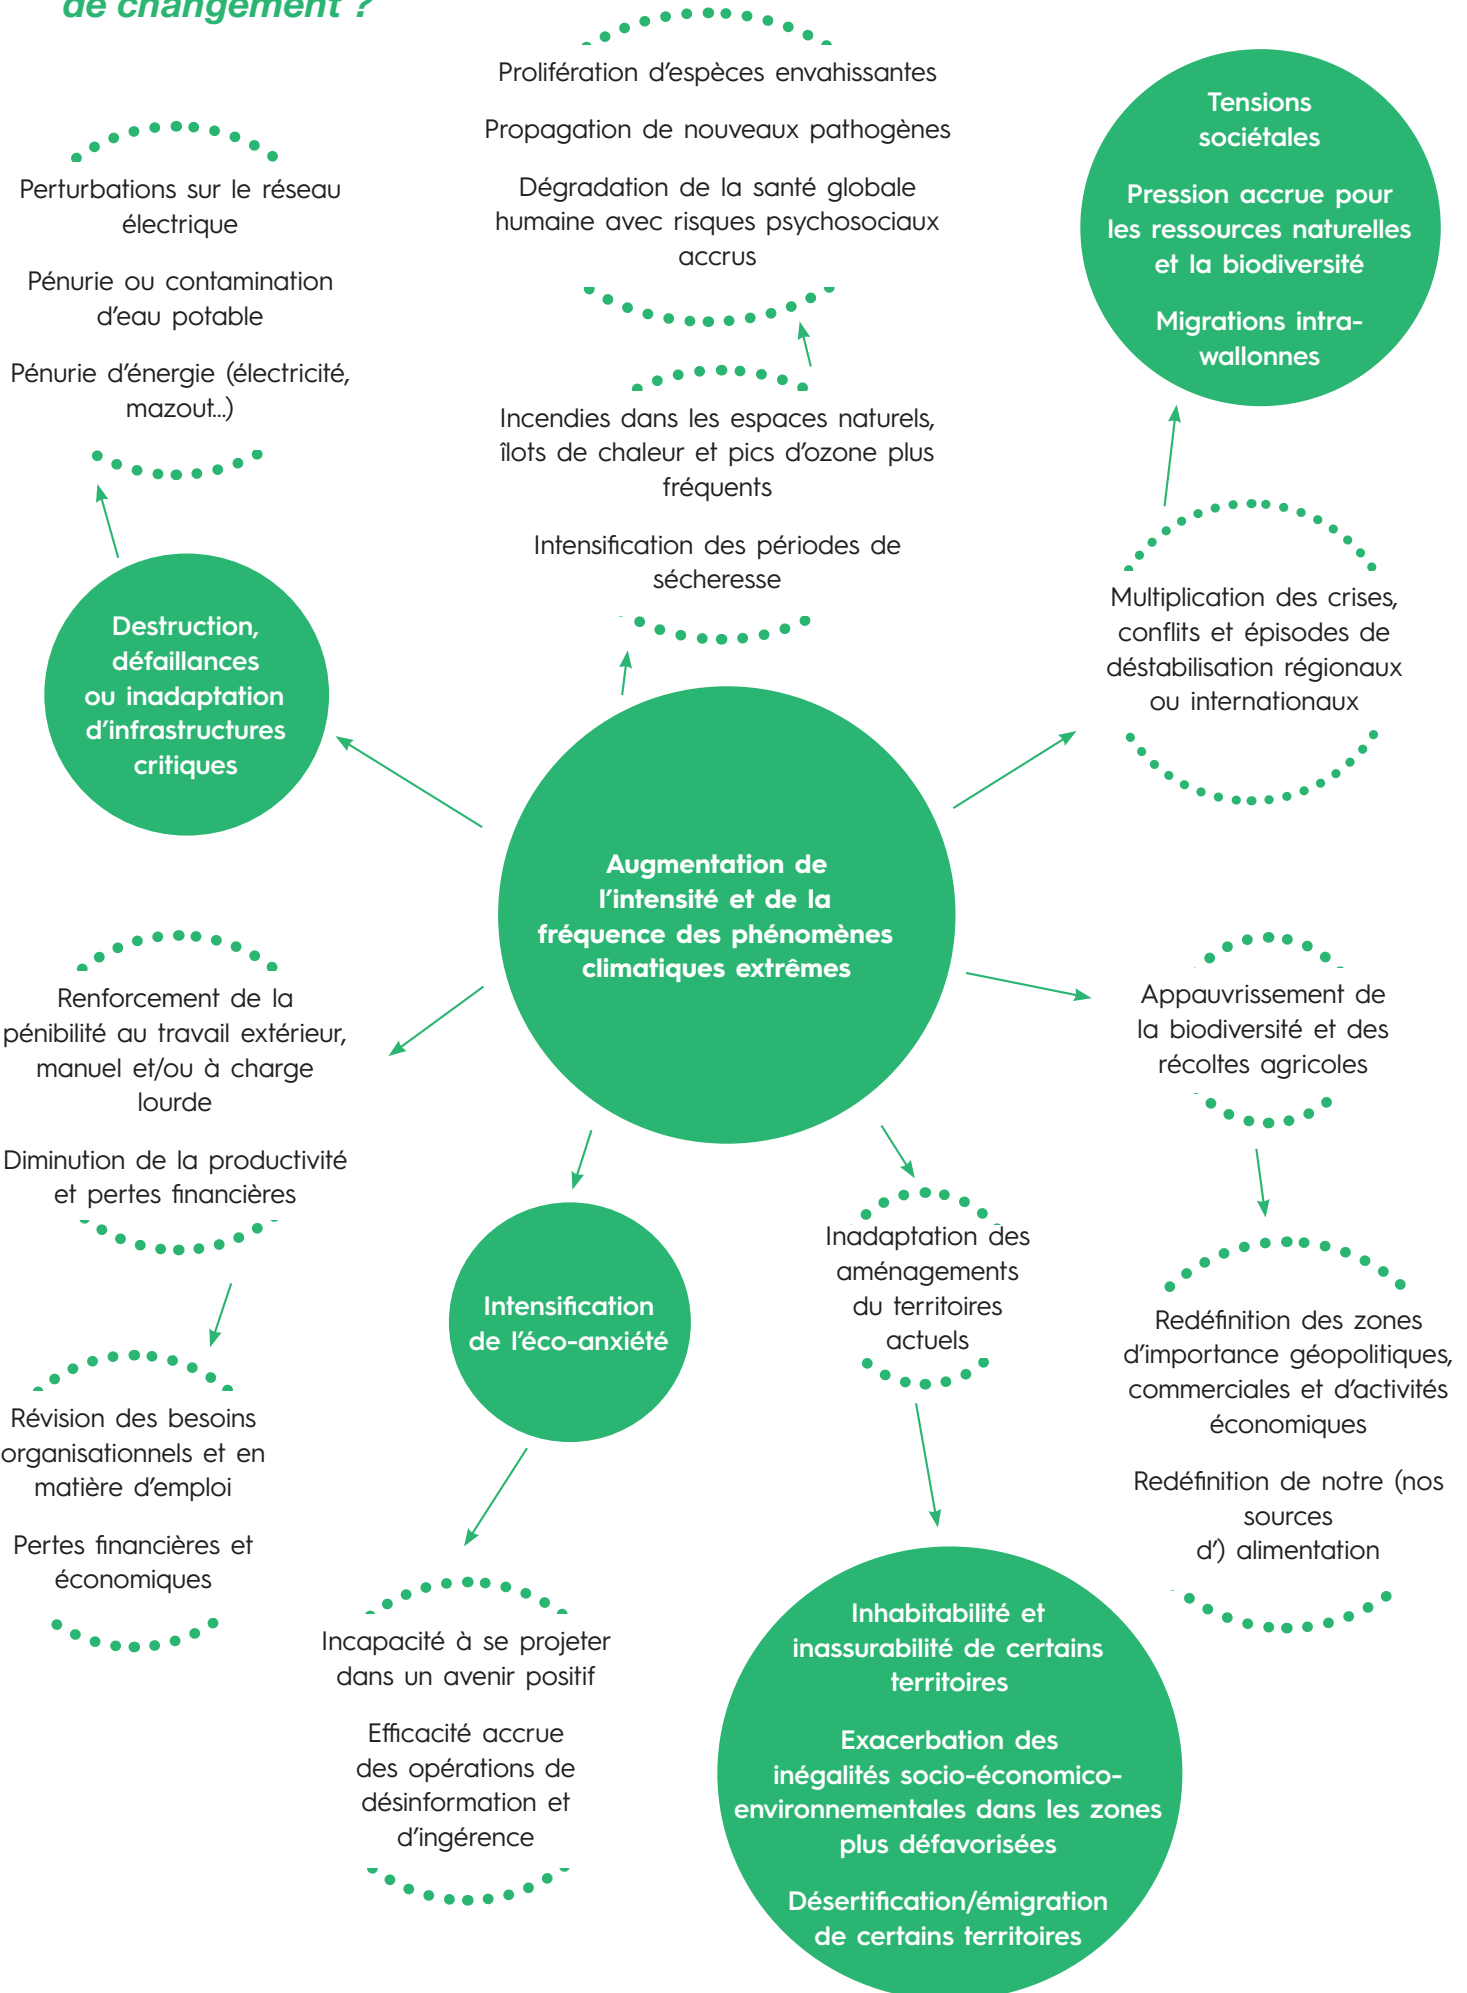 de changement ?
Prolifération d’espèces envahissantes
Propagation de nouveaux pathogènes
Dégradation de la santé globale
humaine avec risques psychosociaux
accrus
Tensions
sociétales
Pression accrue pour
les ressources naturelles
et la biodiversité
Migrations intra-
wallonnes
Perturbations sur le réseau
électrique
Pénurie ou contamination
d’eau potable
Pénurie d’énergie (électricité,
mazout...)
Incendies dans les espaces naturels,
îlots de chaleur et pics d’ozone plus
fréquents
Intensification des périodes de
sécheresse
Destruction,
défaillances
ou inadaptation
d’infrastructures
critiques
Multiplication des crises,
conflits et épisodes de
déstabilisation régionaux
ou internationaux
Augmentation de
l’intensité et de la
fréquence des phénomènes
climatiques extrêmes
Renforcement de la
pénibilité au travail extérieur,
manuel et/ou à charge
lourde
Diminution de la productivité
et pertes financières
Appauvrissement de
la biodiversité et des
récoltes agricoles
Intensification
de l’éco-anxiété
Inadaptation des
aménagements
du territoires
actuels
Redéfinition des zones
d’importance géopolitiques,
commerciales et d’activités
économiques
Redéfinition de notre (nos
sources
d’) alimentation
Révision des besoins
organisationnels et en
matière d’emploi
Pertes financières et
économiques
Incapacité à se projeter
dans un avenir positif
Efficacité accrue
des opérations de
désinformation et
d’ingérence
Inhabitabilité et
inassurabilité de certains
territoires
Exacerbation des
inégalités socio-économico-
environnementales dans les zones
plus défavorisées
Désertification/émigration
de certains territoires